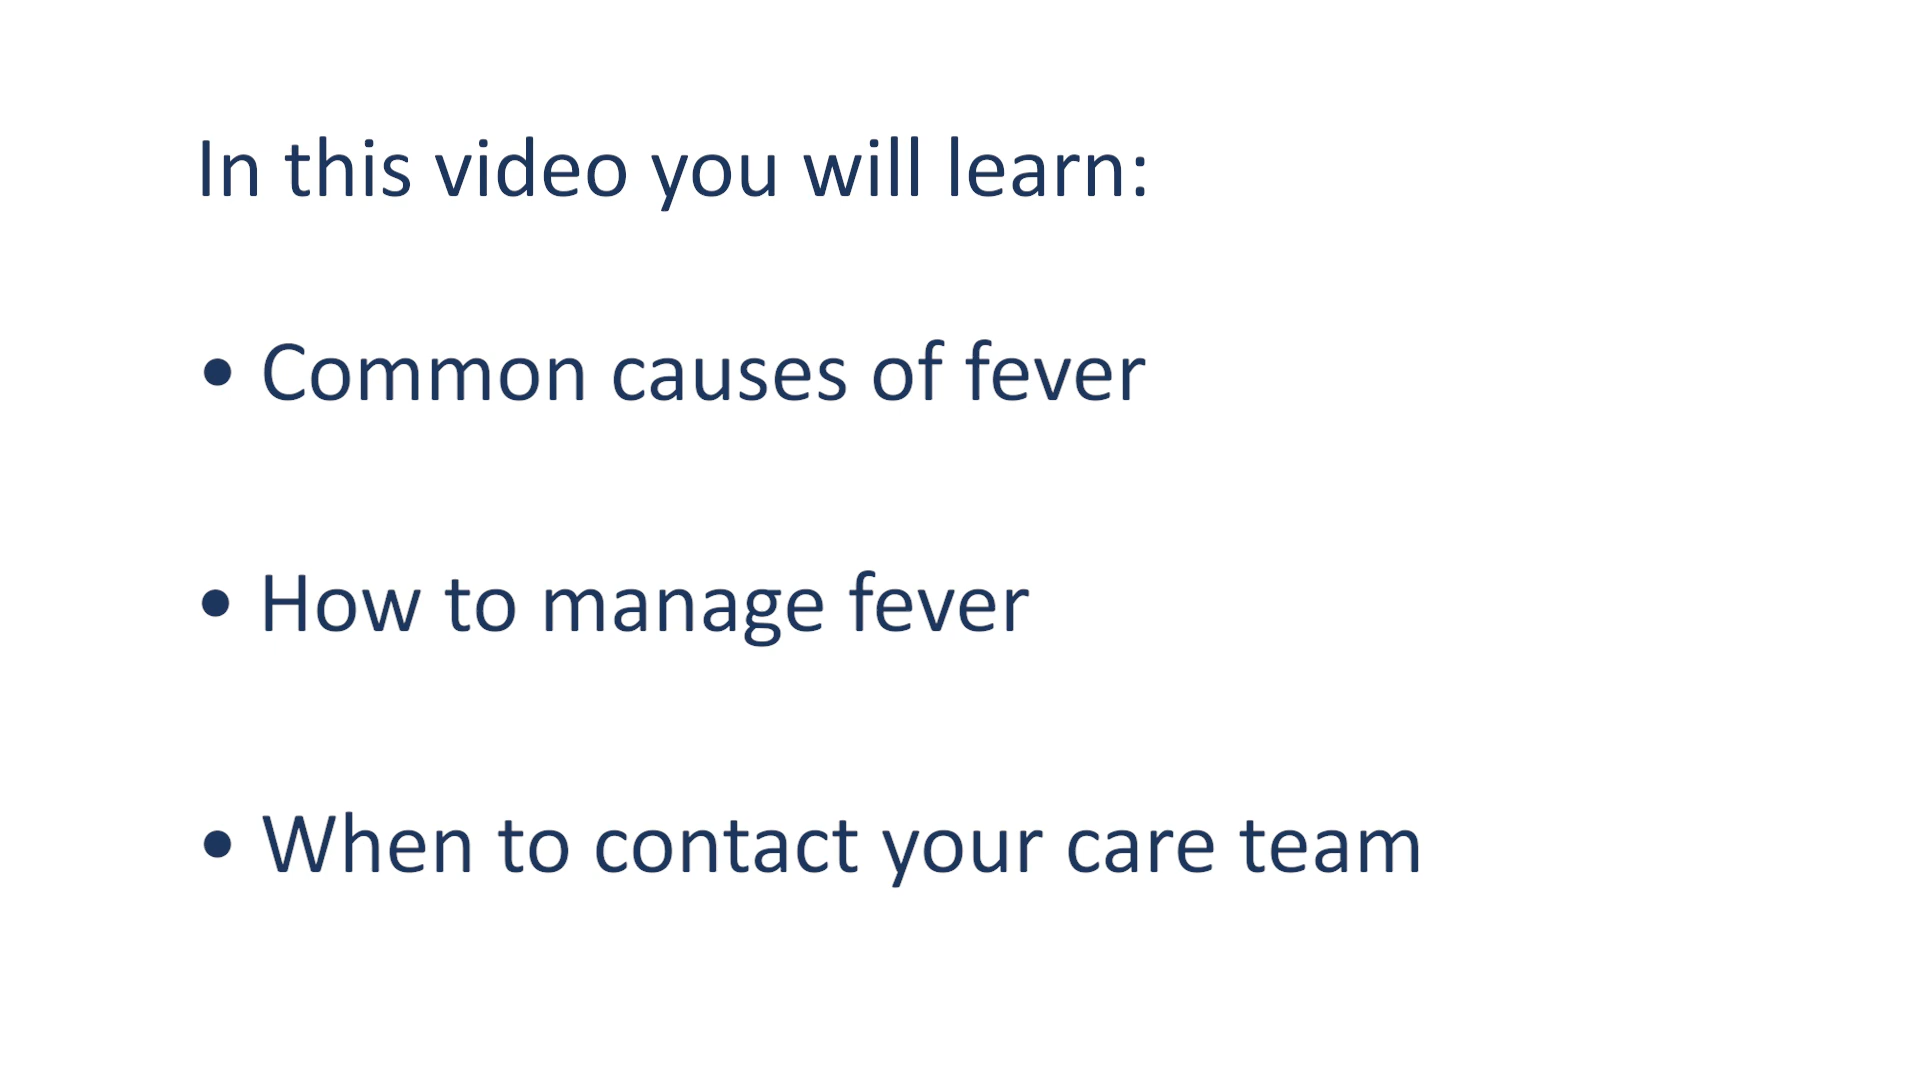 In this video you will learn:
• Common causes of fever
• How to manage fever
• When to contact your care team